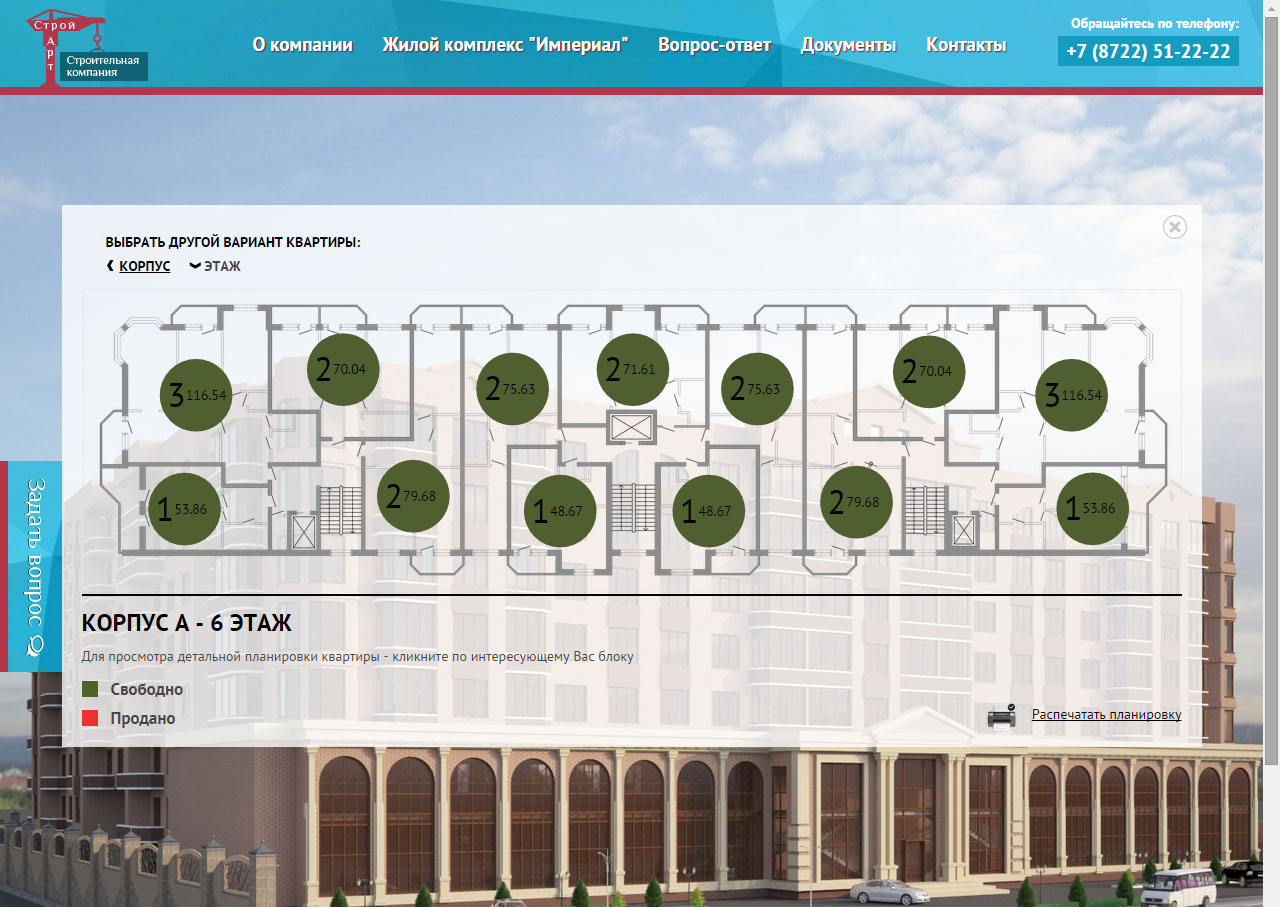 Строй
Арт
Строительная
компания
О компании
Жилой комплекс "Империал"
Вопрос-ответ
Документы
Контакты
Обращайтесь по телефону:
+7 (8722) 51-22-22
ВЫБРАТЬ ДРУГОЙ ВАРИАНТ КВАРТИРЫ:
КОРПУС ЭТАЖ
3 116.54
2 70.04
2 75.63
2 71.61
2 75.63
2 70.04
3 116.54
1 53.86
2 79.68
1 48.67
1 48.67
2 79.68
1 53.86
Задать вопрос
КОРПУС А - 6 ЭТАЖ
Для просмотра детальной планировки квартиры - кликните по интересующему Вас блоку
Свободно
Продано
Распечатать планировку